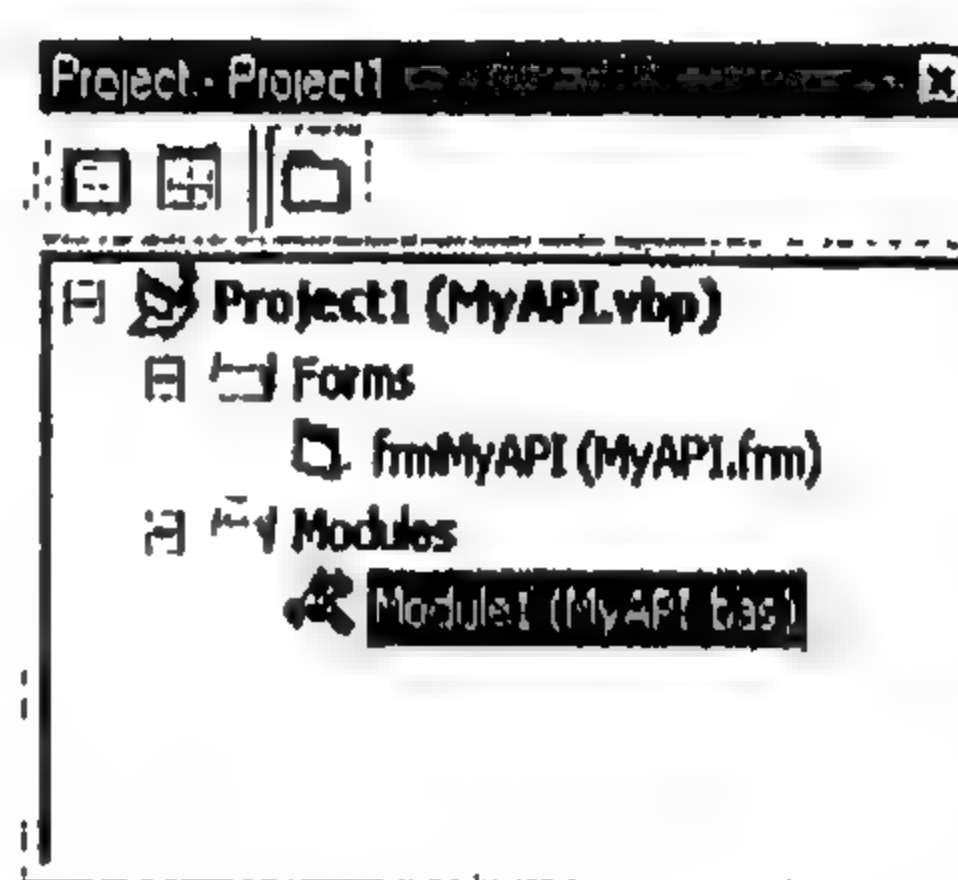 Project - Project1
Project1 (MyAPI.vbp)
Forms
frmMyAPI (MyAPI.frm)
Modules
Module1 (MyAPI bas)